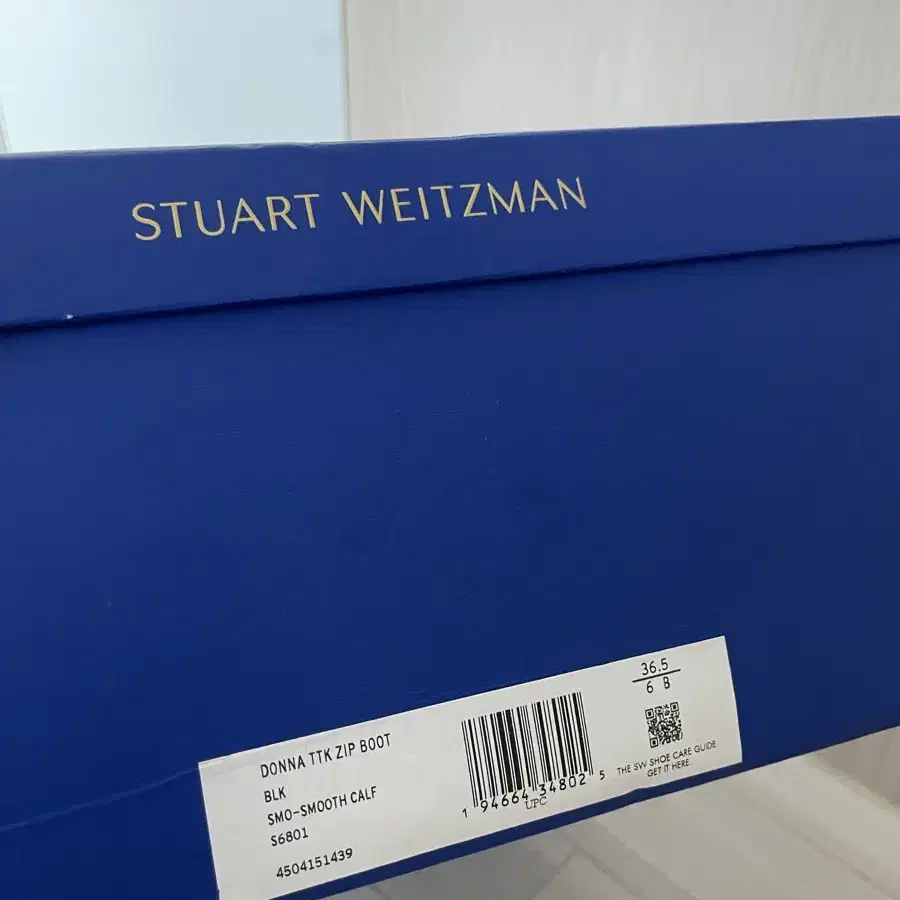 STUART WEITZMAN
DONNA TTK ZIP BOOT
BLK
SMO-SMOOTH CALF
S6801
4504151439
1 94664 34802 5
UPC
36.5
6 B
THE SW SHOE CARE GUIDE
GET IT HERE.